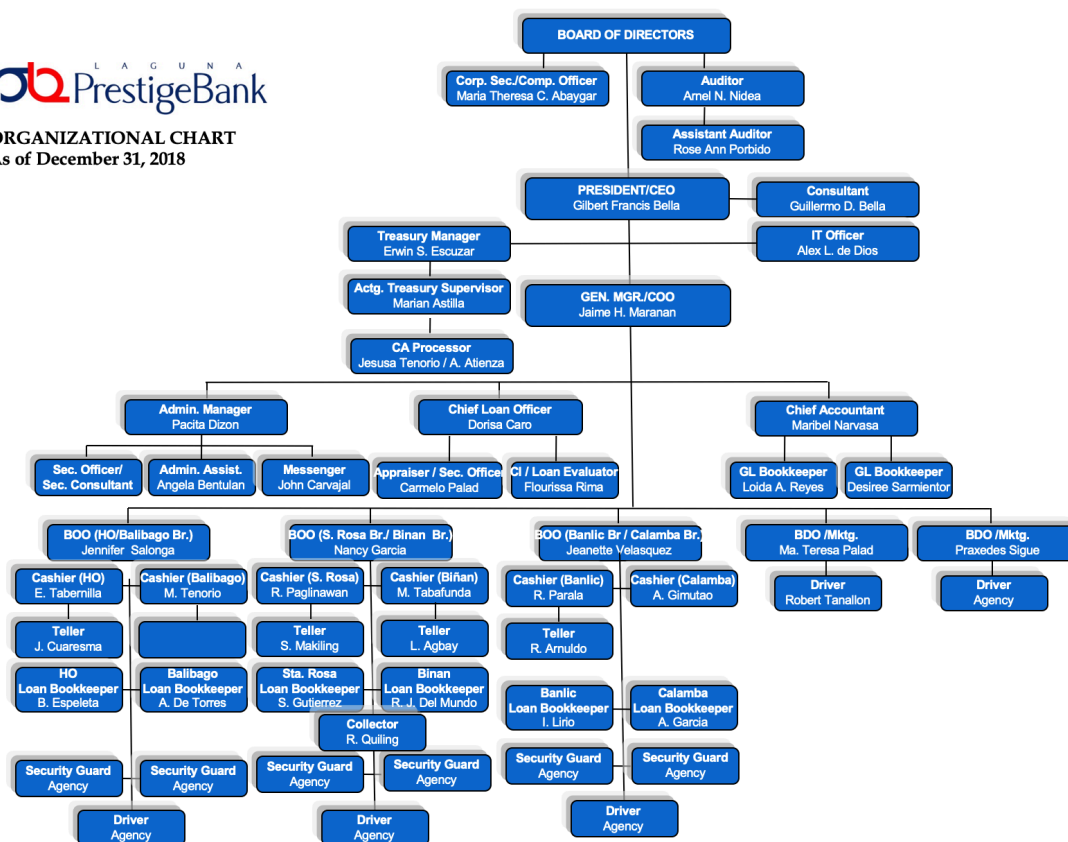 BOARD OF DIRECTORS
LAGUNA
PrestigeBank
Corp. Sec./Comp. Officer
Maria Theresa C. Abaygar
Auditor
Arnel N. Nidea
ORGANIZATIONAL CHART
As of December 31, 2018
Assistant Auditor
Rose Ann Porbido
PRESIDENT/CEO
Gilbert Francis Bella
Consultant
Guillermo D. Bella
Treasury Manager
Erwin S. Escuzar
IT Officer
Alex L. de Dios
Actg. Treasury Supervisor
Marian Astilla
GEN. MGR./COO
Jaime H. Maranan
CA Processor
Jesusa Tenorio / A. Atienza
Admin. Manager
Pacita Dizon
Chief Loan Officer
Dorisa Caro
Chief Accountant
Maribel Narvasa
Sec. Officer/
Sec. Consultant
Admin. Assist.
Angela Bentulan
Messenger
John Carvajal
Appraiser / Sec. Office
Carmelo Palad
CI / Loan Evaluator
Flourissa Rima
GL Bookkeeper
Loida A. Reyes
GL Bookkeeper
Desiree Sarmientor
BOO (HO/Balibago Br.)
Jennifer Salonga
BOO (S. Rosa Br./ Binan Br.)
Nancy Garcia
BOO (Banlic Br / Calamba Br.)
Jeanette Velasquez
BDO /Mktg.
Ma. Teresa Palad
BDO /Mktg.
Praxedes Sigue
Cashier (HO)
E. Tabernilla
Cashier (Balibago)
M. Tenorio
Cashier (S. Rosa)
R. Paglinawan
Cashier (Biñan)
M. Tabafunda
Cashier (Banlic)
R. Parala
Cashier (Calamba)
A. Gimutao
Driver
Robert Tanallon
Driver
Agency
Teller
J. Cuaresma
Teller
S. Makiling
Teller
L. Agbay
Teller
R. Arnuldo
HO
Loan Bookkeeper
B. Espeleta
Balibago
Loan Bookkeeper
A. De Torres
Sta. Rosa
Loan Bookkeeper
S. Gutierrez
Binan
Loan Bookkeeper
R. J. Del Mundo
Banlic
Loan Bookkeeper
I. Lirio
Calamba
Loan Bookkeeper
A. Garcia
Collector
R. Quiling
Security Guard
Agency
Security Guard
Agency
Security Guard
Agency
Security Guard
Agency
Security Guard
Agency
Security Guard
Agency
Driver
Agency
Driver
Agency
Driver
Agency